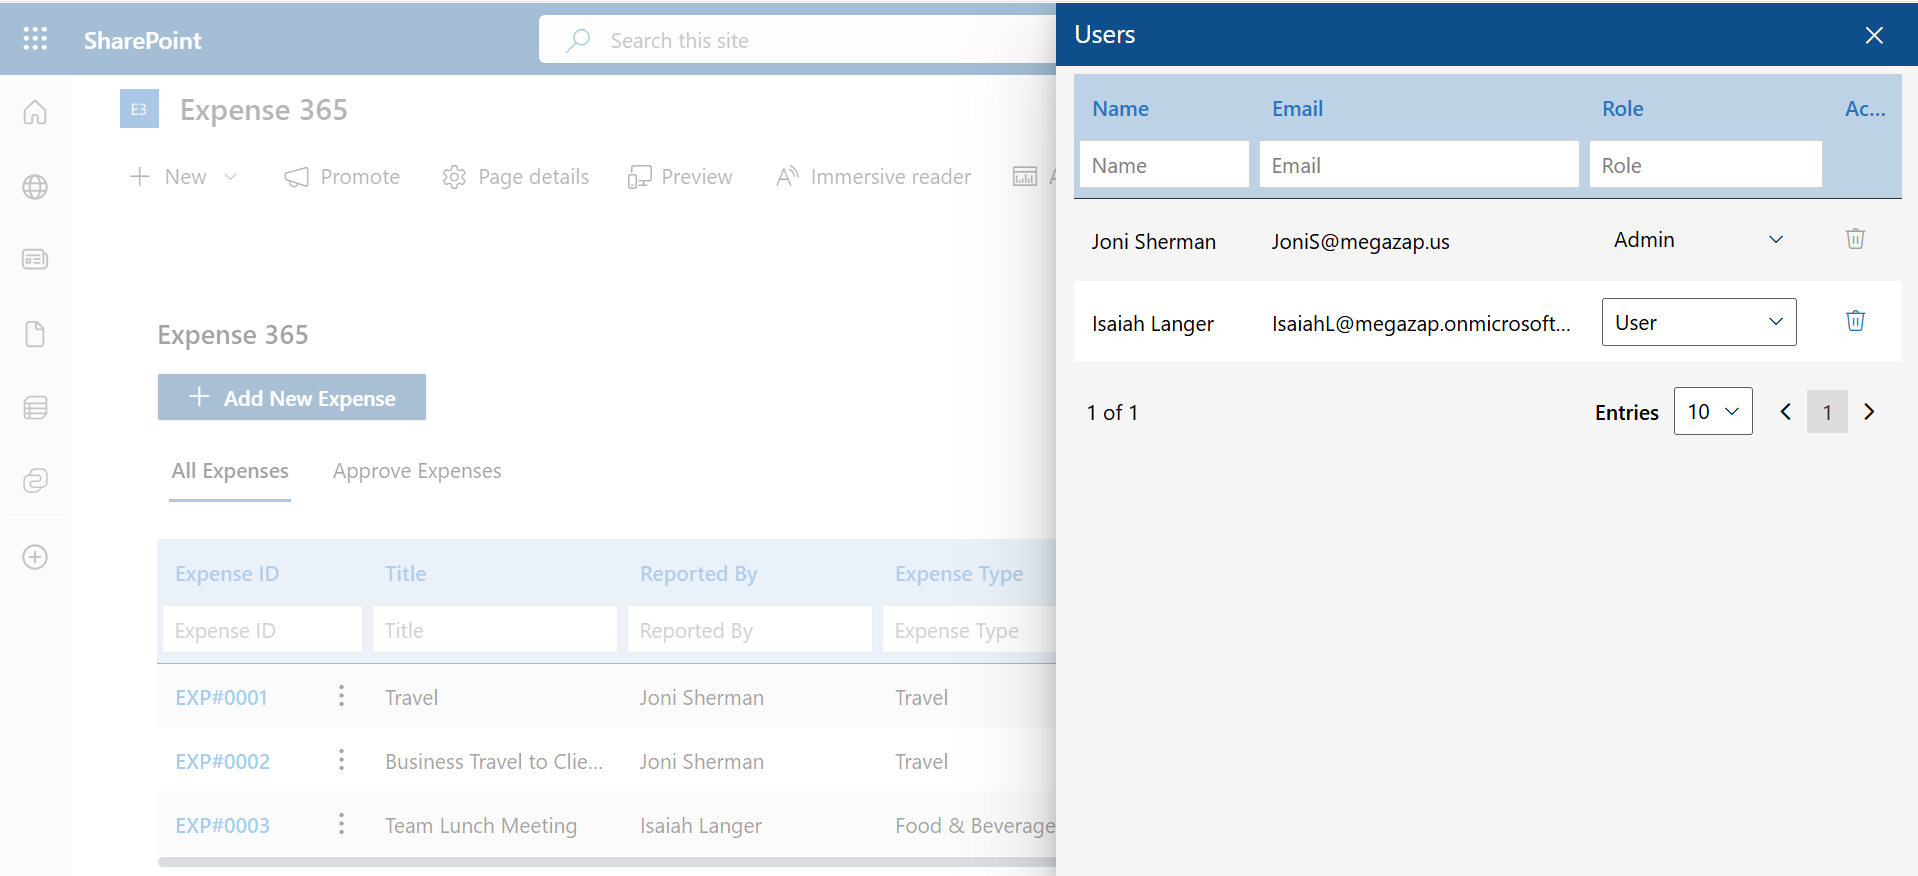 SharePoint
Search this site
E3
Expense 365
New
Promote
Page details
Preview
Immersive reader
A
Expense 365
Add New Expense
All Expenses
Approve Expenses
Expense ID
Title
Reported By
Expense Type
Expense ID
Title
Reported By
Expense Type
EXP#0001
Travel
Joni Sherman
Travel
EXP#0002
Business Travel to Clie...
Joni Sherman
Travel
EXP#0003
Team Lunch Meeting
Isaiah Langer
Food & Beverage
Users
Name
Email
Role
Ac...
Name
Email
Role
Joni Sherman
JoniS@megazap.us
Admin
Isaiah Langer
IsaiahL@megazap.onmicrosoft...
User
1 of 1
Entries
10
1